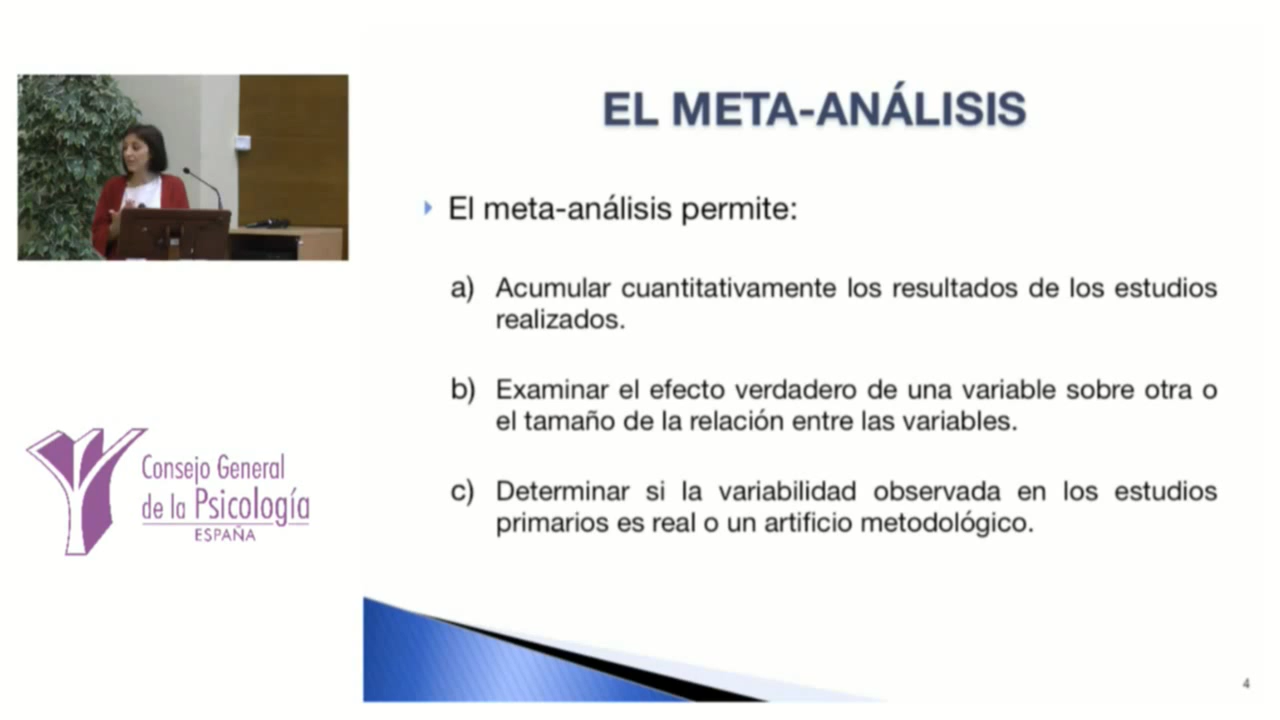 EL META-ANÁLISIS
El meta-análisis permite:
a) Acumular cuantitativamente los resultados de los estudios
realizados.
b) Examinar el efecto verdadero de una variable sobre otra o
el tamaño de la relación entre las variables.
c) Determinar si la variabilidad observada en los estudios
primarios es real o un artificio metodológico.
Consejo General
de la Psicología
ESPAÑA
4